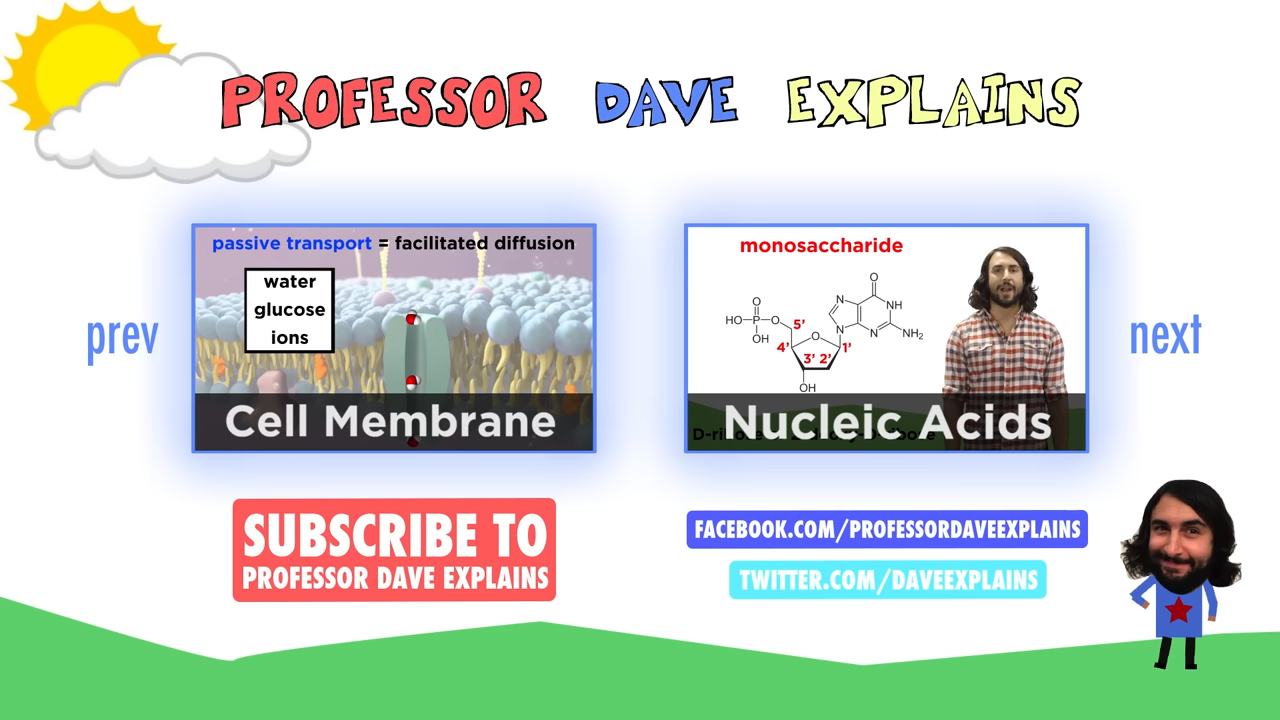 PROFESSOR DAVE EXPLAINS
prev
passive transport = facilitated diffusion
water
glucose
ions
Cell Membrane
monosaccharide
O
N
NH
HO
P
O
O
5'
N
N
NH2
OH
4'
O
1'
3' 2'
OH
Nucleic Acids
next
SUBSCRIBE TO
PROFESSOR DAVE EXPLAINS
FACEBOOK.COM/PROFESSORDAVEEXPLAINS
TWITTER.COM/DAVEEXPLAINS